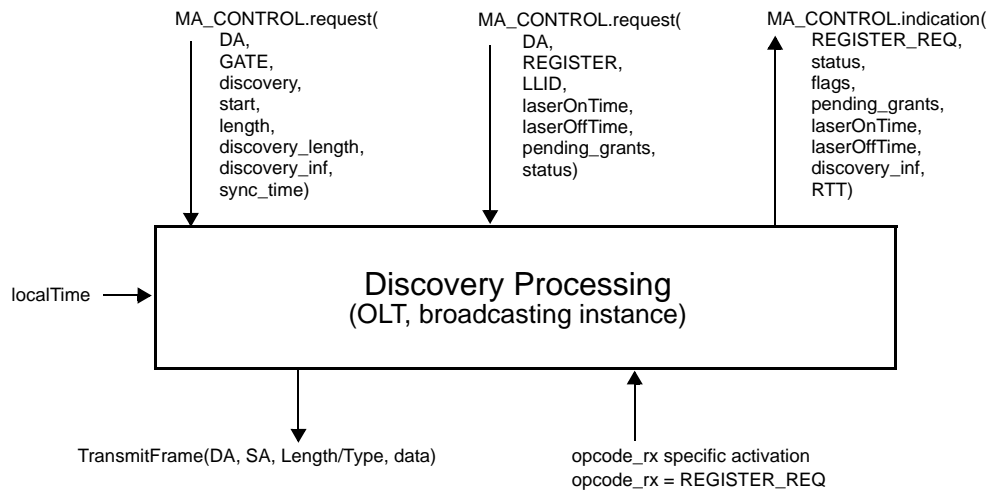 MA_CONTROL.request(
DA,
GATE,
discovery,
start,
length,
discovery_length,
discovery_inf,
sync_time)
MA_CONTROL.request(
DA,
REGISTER,
LLID,
laserOnTime,
laserOffTime,
pending_grants,
status)
MA_CONTROL.indication(
REGISTER_REQ,
status,
flags,
pending_grants,
laserOnTime,
laserOffTime,
discovery_inf,
RTT)
localTime
Discovery Processing
(OLT, broadcasting instance)
TransmitFrame(DA, SA, Length/Type, data)
opcode_rx specific activation
opcode_rx = REGISTER_REQ